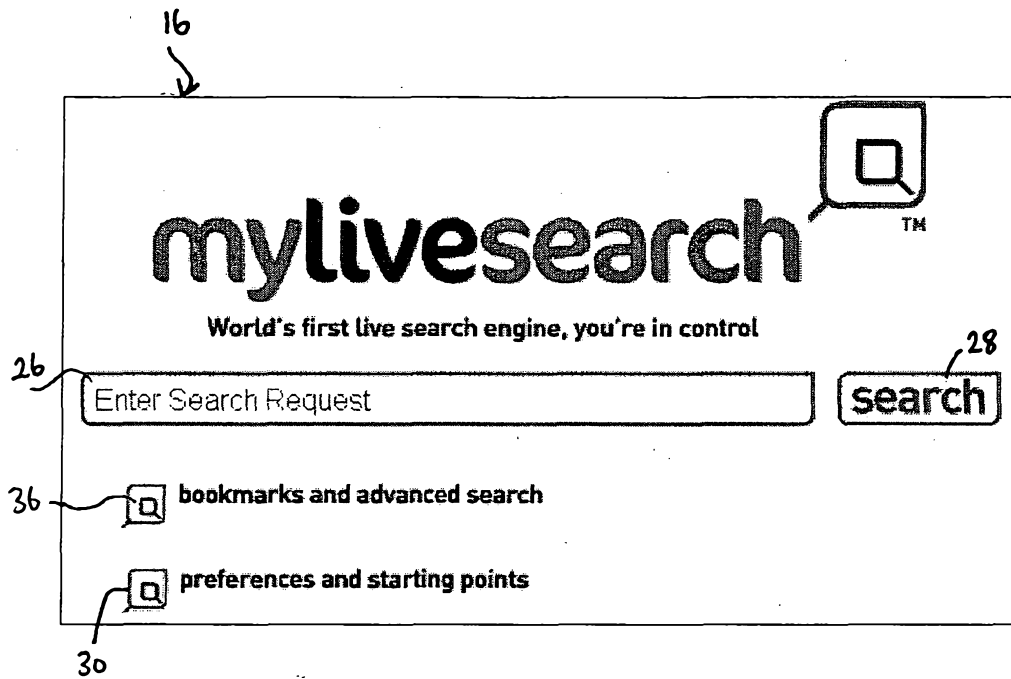 16
mylivesearch
TM
World's first live search engine, you're in control
26
Enter Search Request
28
search
36
bookmarks and advanced search
30
preferences and starting points